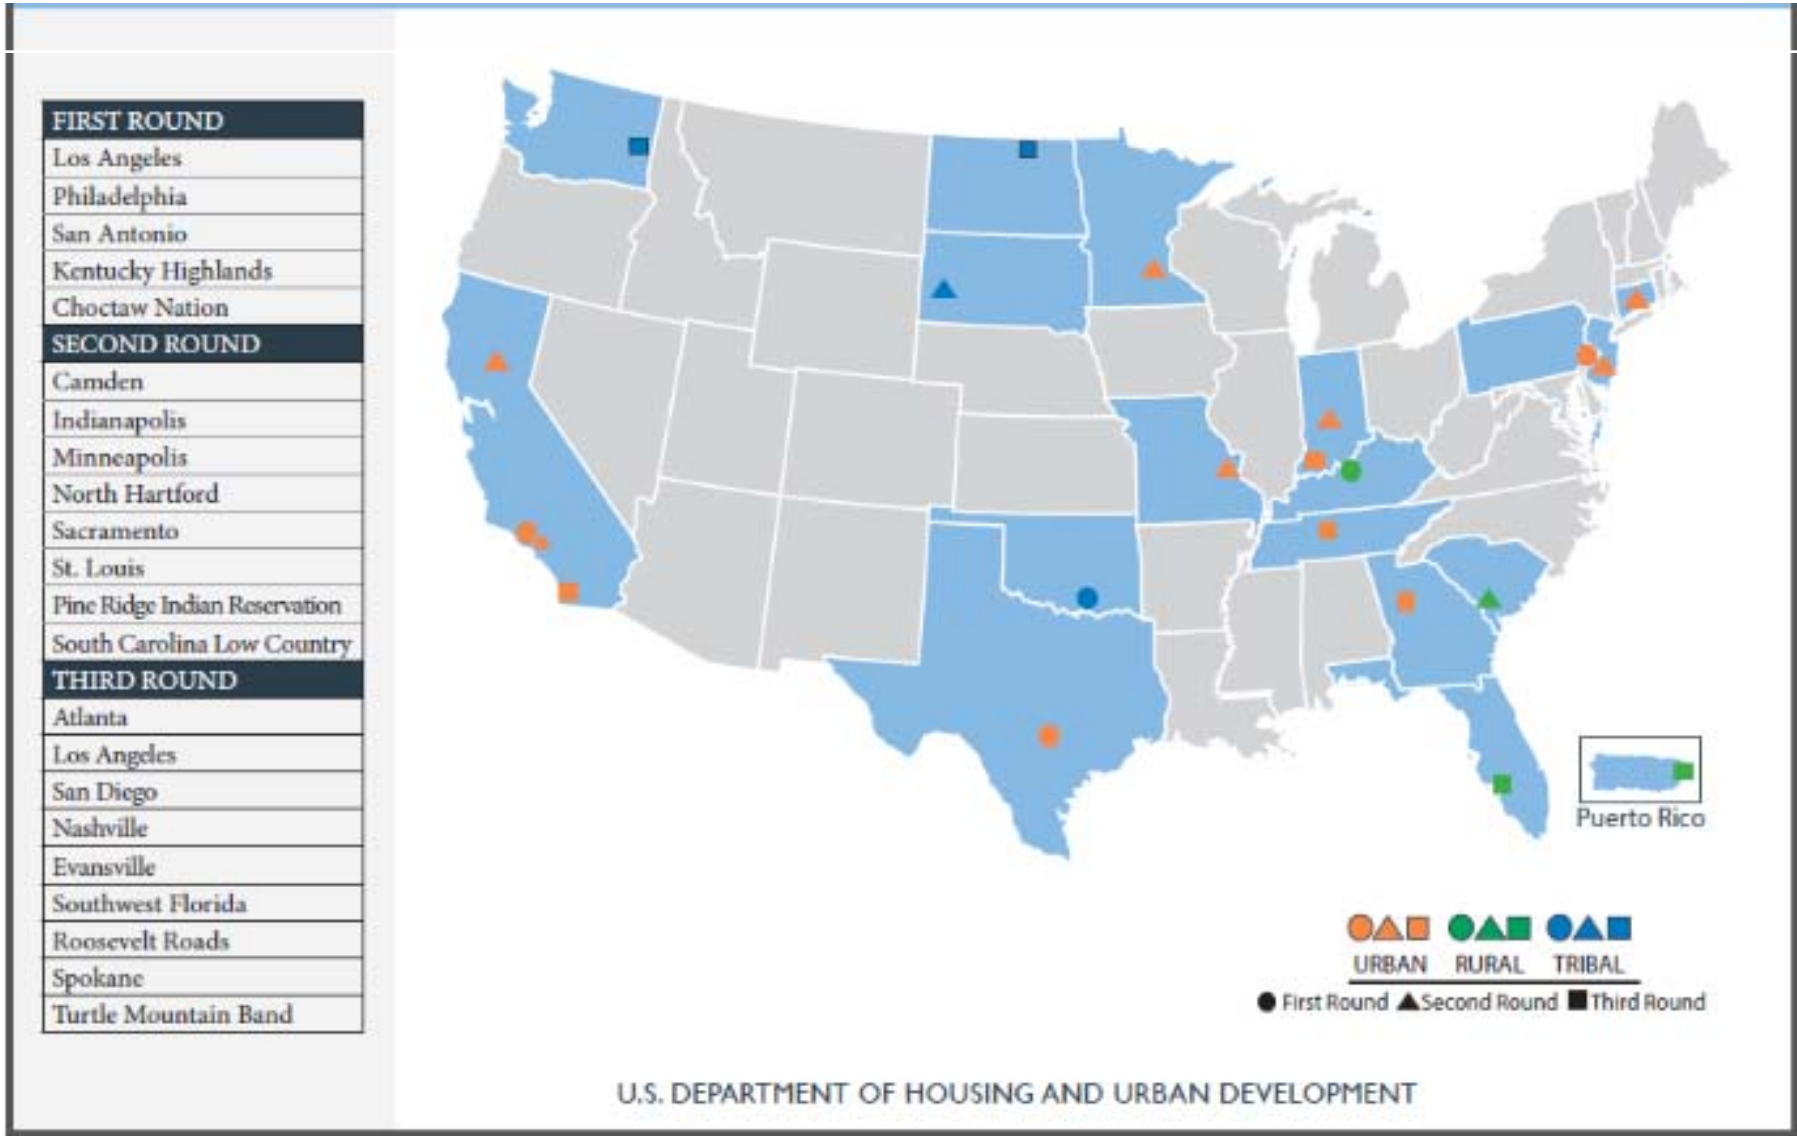 FIRST ROUND
Los Angeles
Philadelphia
San Antonio
Kentucky Highlands
Choctaw Nation
SECOND ROUND
Camden
Indianapolis
Minneapolis
North Hartford
Sacramento
St. Louis
Pine Ridge Indian Reservation
South Carolina Low Country
THIRD ROUND
Atlanta
Los Angeles
San Diego
Nashville
Evansville
Southwest Florida
Roosevelt Roads
Spokane
Turtle Mountain Band
Puerto Rico
URBAN RURAL TRIBAL
First Round Second Round Third Round
U.S. DEPARTMENT OF HOUSING AND URBAN DEVELOPMENT